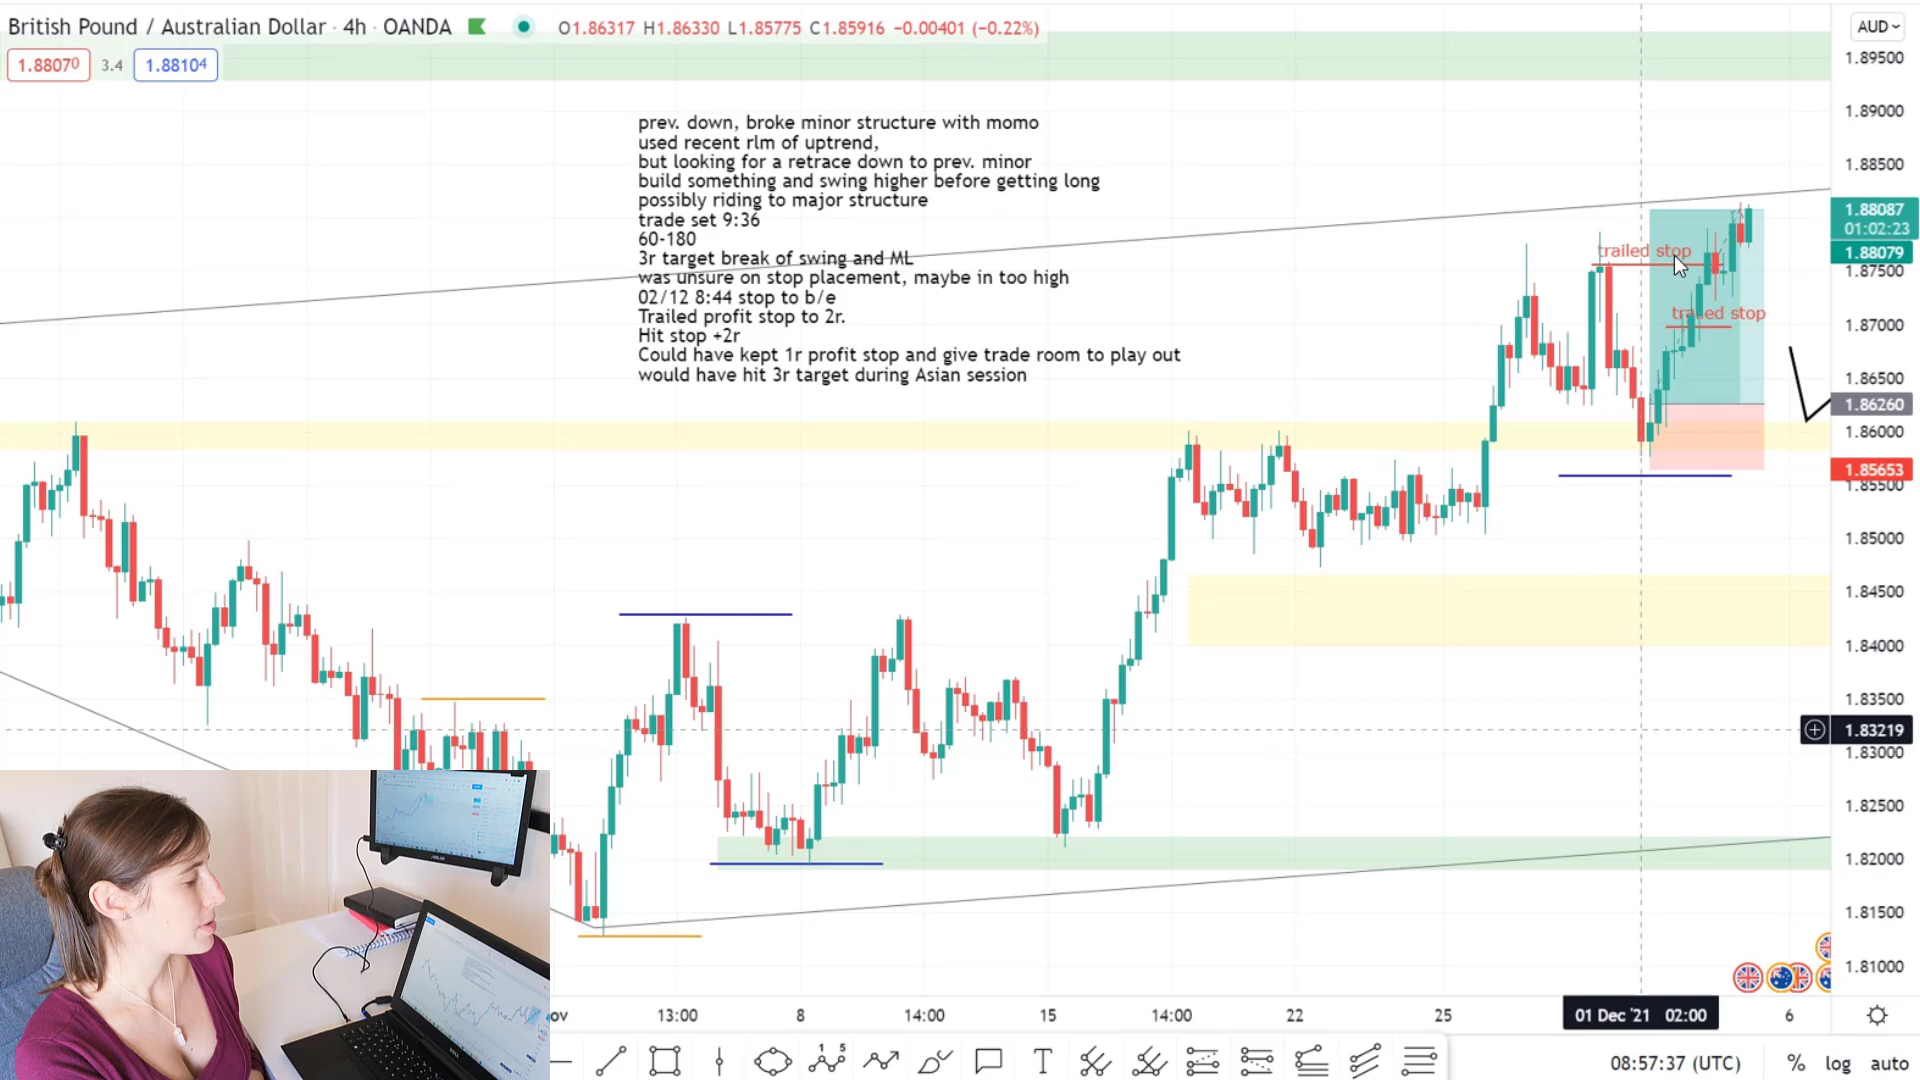 British Pound / Australian Dollar · 4h · OANDA
O1.86317 H1.86330 L1.85775 C1.85916 −0.00401 (−0.22%)
AUD
1.88070 3.4 1.88104
1.89500
1.89000
1.88500
1.88087
01:02:23
1.88079
1.87500
1.87000
1.86500
1.86260
1.86000
1.85653
1.85500
1.85000
1.84500
1.84000
1.83500
1.83219
1.83000
1.82500
1.82000
1.81500
1.81000
prev. down, broke minor structure with momo
used recent rlm of uptrend,
but looking for a retrace down to prev. minor
build something and swing higher before getting long
possibly riding to major structure
trade set 9:36
60-180
3r target break of swing and ML
was unsure on stop placement, maybe in too high
02/12 8:44 stop to b/e
Trailed profit stop to 2r.
Hit stop +2r
Could have kept 1r profit stop and give trade room to play out
would have hit 3r target during Asian session
trailed stop
trailed stop
ov 13:00 8 14:00 15 14:00 22 25 01 Dec '21 02:00 6
1 5
T
08:57:37 (UTC) % log auto